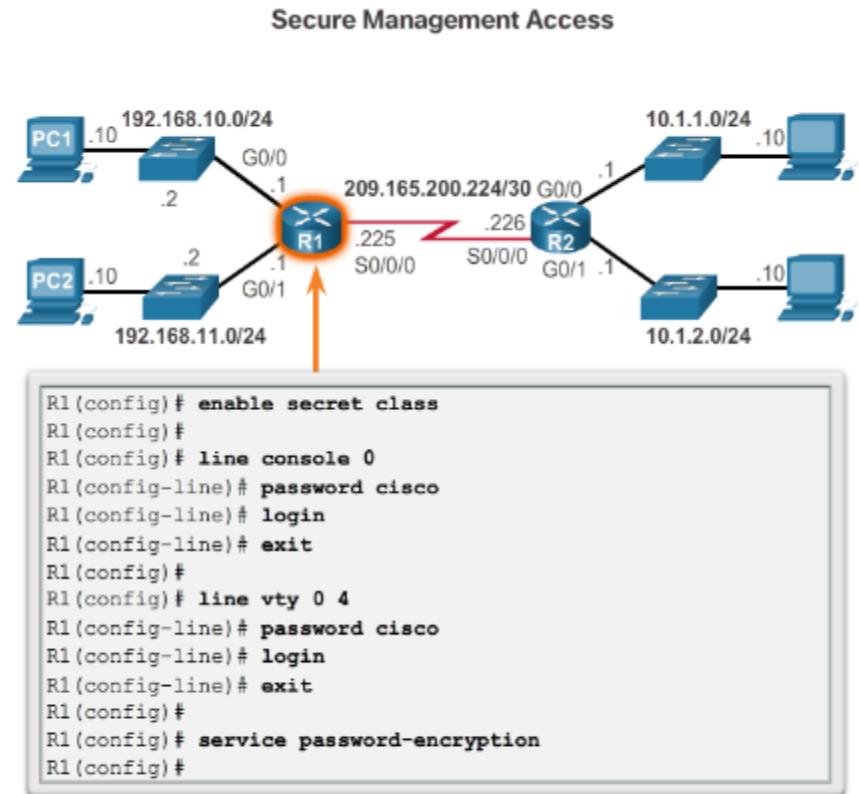 Secure Management Access
192.168.10.0/24
10.1.1.0/24
PC1
.10
.10
G0/0
.1
.2
209.165.200.224/30
G0/0
.1
R1
.225
S0/0/0
.226
S0/0/0
R2
PC2
.10
.2
.1
G0/1
G0/1
.1
.10
192.168.11.0/24
10.1.2.0/24
R1(config)# enable secret class
R1(config)#
R1(config)# line console 0
R1(config-line)# password cisco
R1(config-line)# login
R1(config-line)# exit
R1(config)#
R1(config)# line vty 0 4
R1(config-line)# password cisco
R1(config-line)# login
R1(config-line)# exit
R1(config)#
R1(config)# service password-encryption
R1(config)#